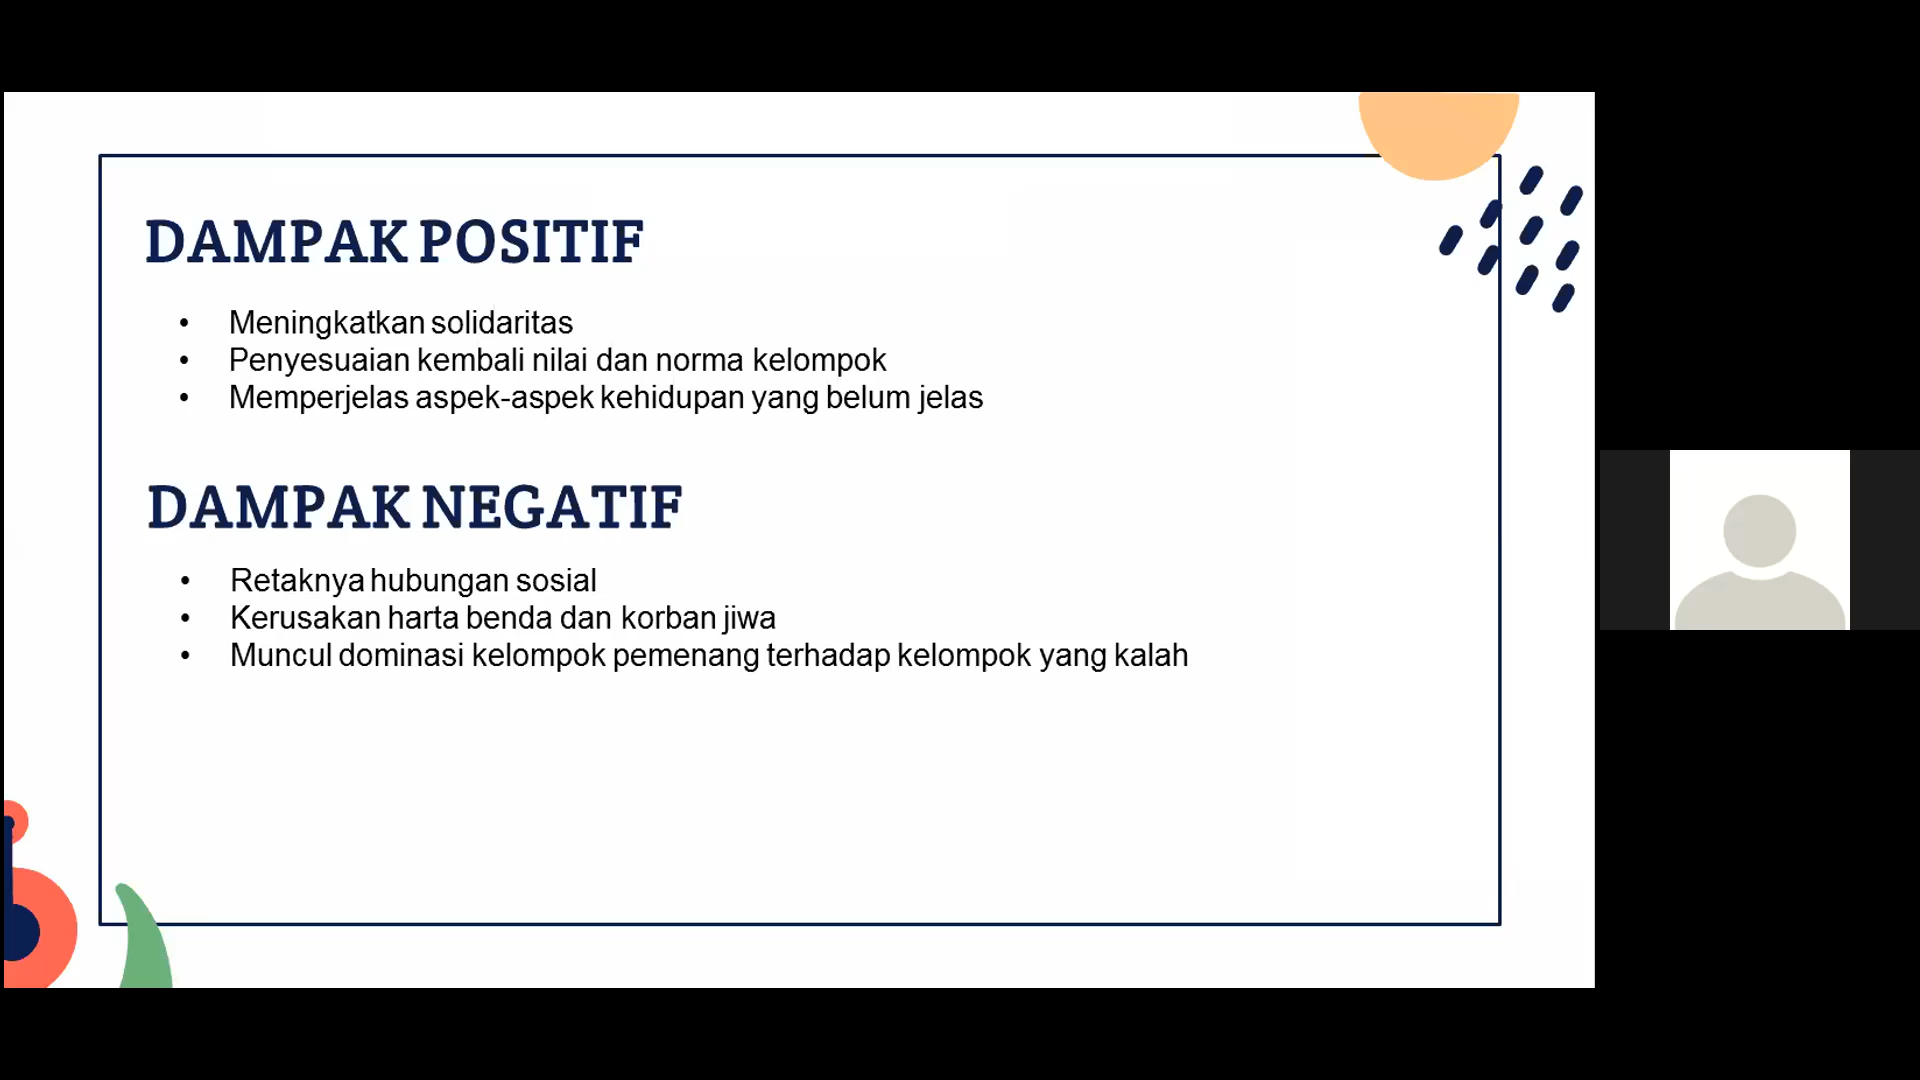 DAMPAK POSITIF
• Meningkatkan solidaritas
• Penyesuaian kembali nilai dan norma kelompok
• Memperjelas aspek-aspek kehidupan yang belum jelas
DAMPAK NEGATIF
• Retaknya hubungan sosial
• Kerusakan harta benda dan korban jiwa
• Muncul dominasi kelompok pemenang terhadap kelompok yang kalah